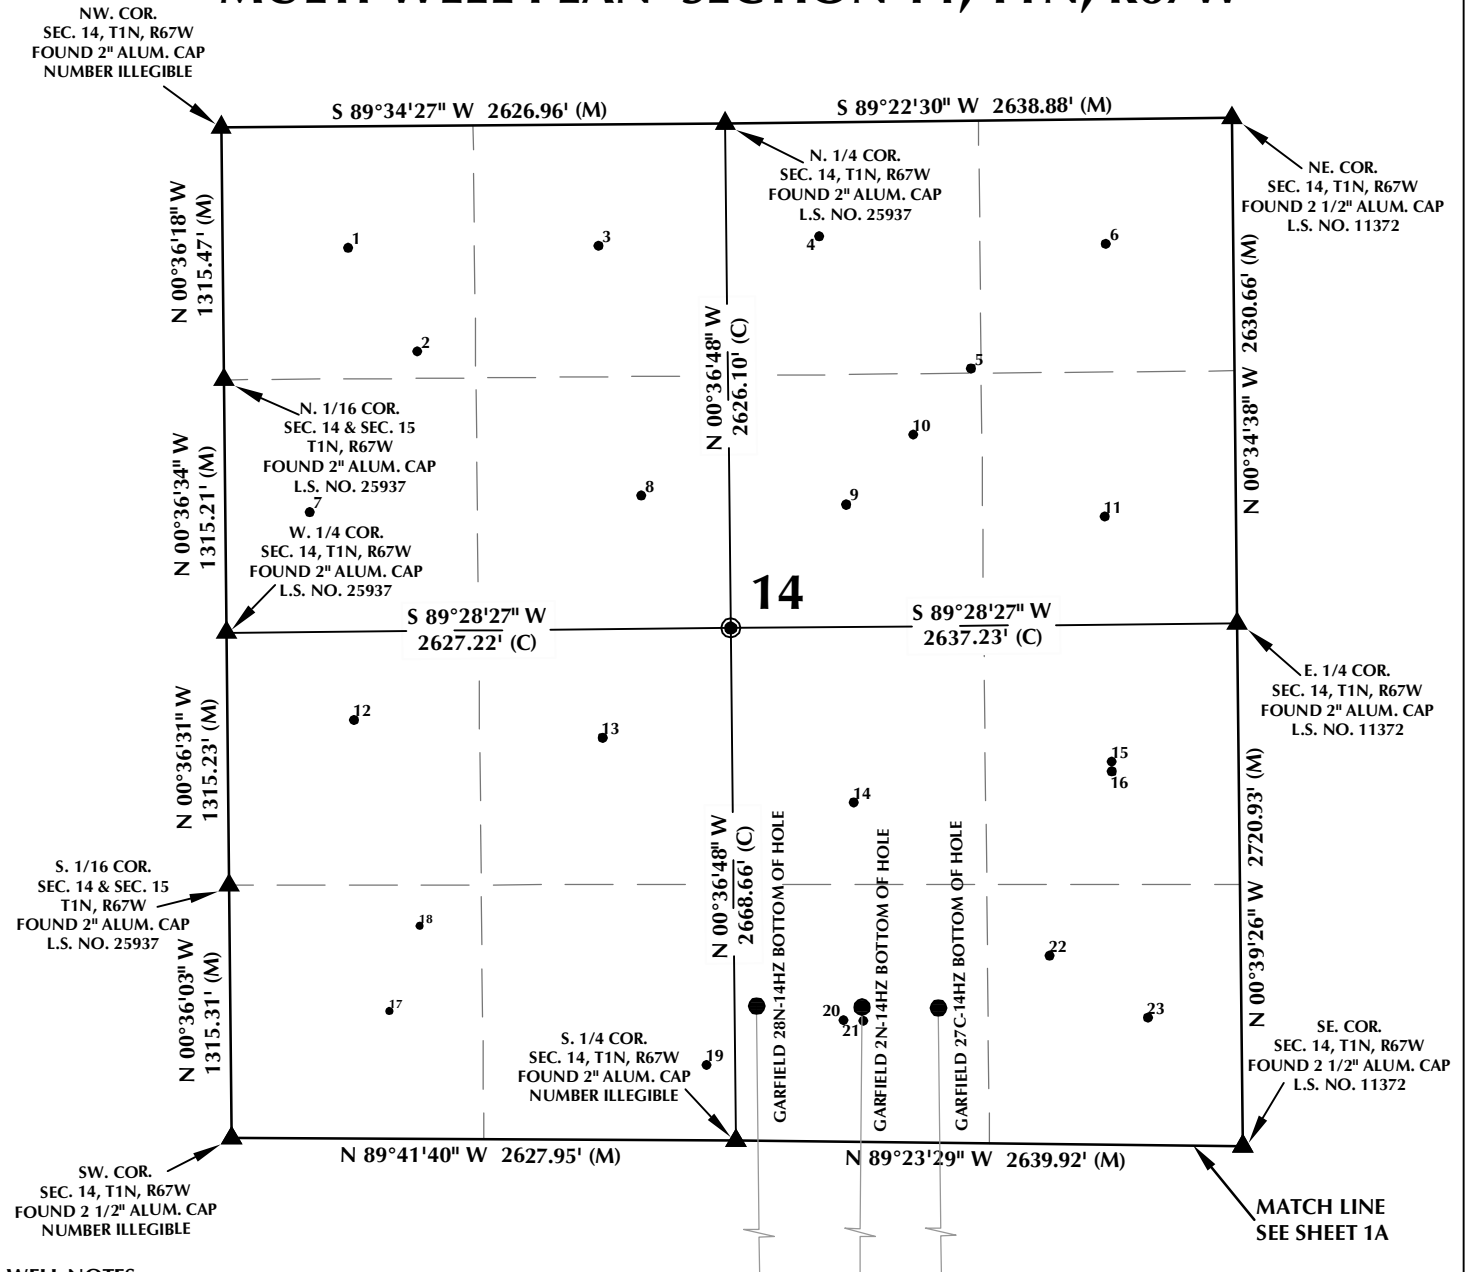 MULTI-WELL PLAN- SECTION 14, T1N, R67W
NW. COR.
SEC. 14, T1N, R67W
FOUND 2" ALUM. CAP
NUMBER ILLEGIBLE
S 89°34'27" W 2626.96' (M)
S 89°22'30" W 2638.88' (M)
N. 1/4 COR.
SEC. 14, T1N, R67W
FOUND 2" ALUM. CAP
L.S. NO. 25937
NE. COR.
SEC. 14, T1N, R67W
FOUND 2 1/2" ALUM. CAP
L.S. NO. 11372
N 00°36'18" W
1315.47' (M)
1
3
4
6
2
5
N 00°36'48" W
2626.10' (C)
N 00°34'38" W 2630.66' (M)
N. 1/16 COR.
SEC. 14 & SEC. 15
T1N, R67W
FOUND 2" ALUM. CAP
L.S. NO. 25937
N 00°36'34" W
1315.21' (M)
10
8
9
7
11
W. 1/4 COR.
SEC. 14, T1N, R67W
FOUND 2" ALUM. CAP
L.S. NO. 25937
14
S 89°28'27" W
2627.22' (C)
S 89°28'27" W
2637.23' (C)
E. 1/4 COR.
SEC. 14, T1N, R67W
FOUND 2" ALUM. CAP
L.S. NO. 11372
N 00°36'31" W
1315.23' (M)
12
13
15
16
14
N 00°36'48" W
2668.66' (C)
GARFIELD 28N-14HZ BOTTOM OF HOLE
GARFIELD 2N-14HZ BOTTOM OF HOLE
GARFIELD 27C-14HZ BOTTOM OF HOLE
N 00°39'26" W 2720.93' (M)
S. 1/16 COR.
SEC. 14 & SEC. 15
T1N, R67W
FOUND 2" ALUM. CAP
L.S. NO. 25937
18
22
N 00°36'03" W
1315.31' (M)
17
20
21
23
19
S. 1/4 COR.
SEC. 14, T1N, R67W
FOUND 2" ALUM. CAP
NUMBER ILLEGIBLE
SE. COR.
SEC. 14, T1N, R67W
FOUND 2 1/2" ALUM. CAP
L.S. NO. 11372
N 89°41'40" W 2627.95' (M)
N 89°23'29" W 2639.92' (M)
SW. COR.
SEC. 14, T1N, R67W
FOUND 2 1/2" ALUM. CAP
NUMBER ILLEGIBLE
MATCH LINE
SEE SHEET 1A
WELL NOTES